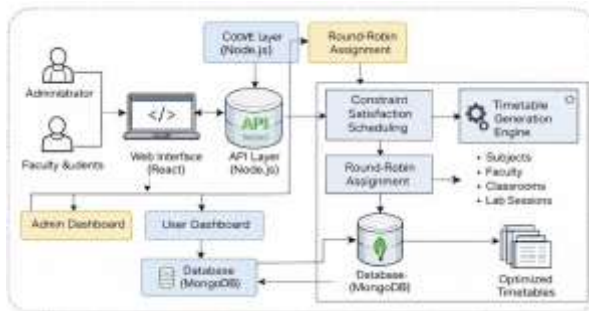 COOVE Layer
(Node.js)
Round-Robin
Assignment
Administrator
</>
API
Constraint
Satisfaction
Scheduling
Timetable
Generation
Engine
Faculty &udents
Web Interface
(React)
API Layer
(Node.js)
Round-Robin
Assignment
• Subjects
• Faculty
• Classrooms
• Lab Sessions
Admin Dashboard
User Dashboard
Database
(MongoDB)
Database
(MongoDB)
Optimized
Timetables